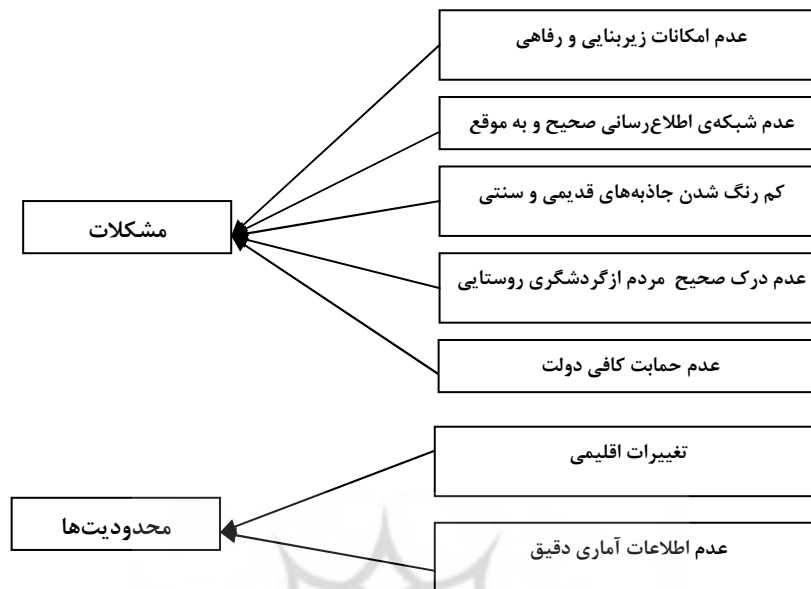 عدم امکانات زیربنایی و رفاهی
عدم شبکه‌ی اطلاع‌رسانی صحیح و به موقع
کم رنگ شدن جاذبه‌های قدیمی و سنتی
مشکلات
عدم درک صحیح مردم ازگردشگری روستایی
عدم حمابت کافی دولت
تغییرات اقلیمی
محدودیت‌ها
عدم اطلاعات آماری دقیق